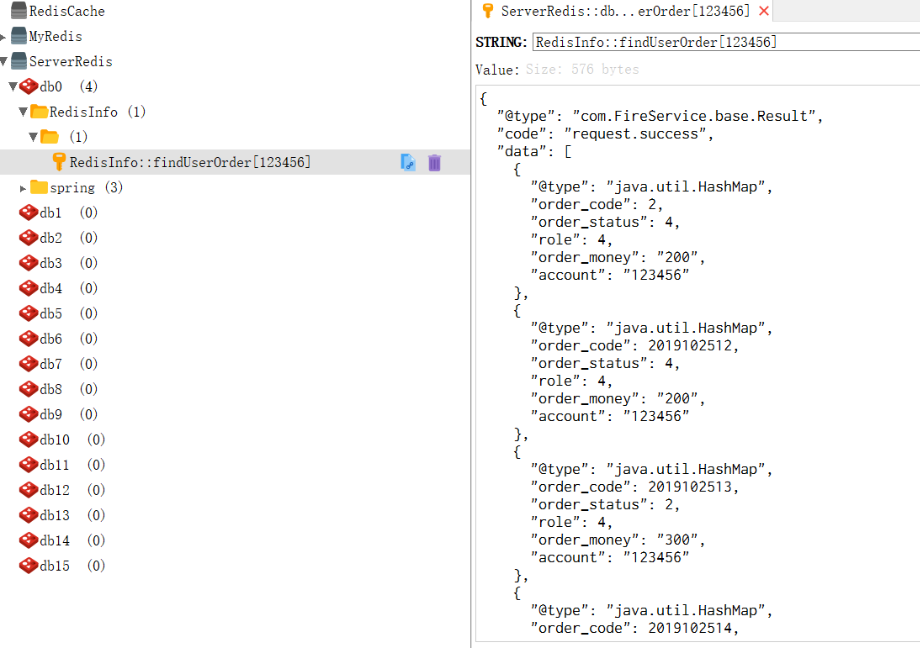 RedisCache
MyRedis
ServerRedis
db0 (4)
RedisInfo (1)
(1)
RedisInfo::findUserOrder[123456]
spring (3)
db1 (0)
db2 (0)
db3 (0)
db4 (0)
db5 (0)
db6 (0)
db7 (0)
db8 (0)
db9 (0)
db10 (0)
db11 (0)
db12 (0)
db13 (0)
db14 (0)
db15 (0)
ServerRedis::db...erOrder[123456]
STRING: RedisInfo::findUserOrder[123456]
Value: Size: 576 bytes
{
"@type": "com.FireService.base.Result",
"code": "request.success",
"data": [
{
"@type": "java.util.HashMap",
"order_code": 2,
"order_status": 4,
"role": 4,
"order_money": "200",
"account": "123456"
},
{
"@type": "java.util.HashMap",
"order_code": 2019102512,
"order_status": 4,
"role": 4,
"order_money": "200",
"account": "123456"
},
{
"@type": "java.util.HashMap",
"order_code": 2019102513,
"order_status": 2,
"role": 4,
"order_money": "300",
"account": "123456"
},
{
"@type": "java.util.HashMap",
"order_code": 2019102514,